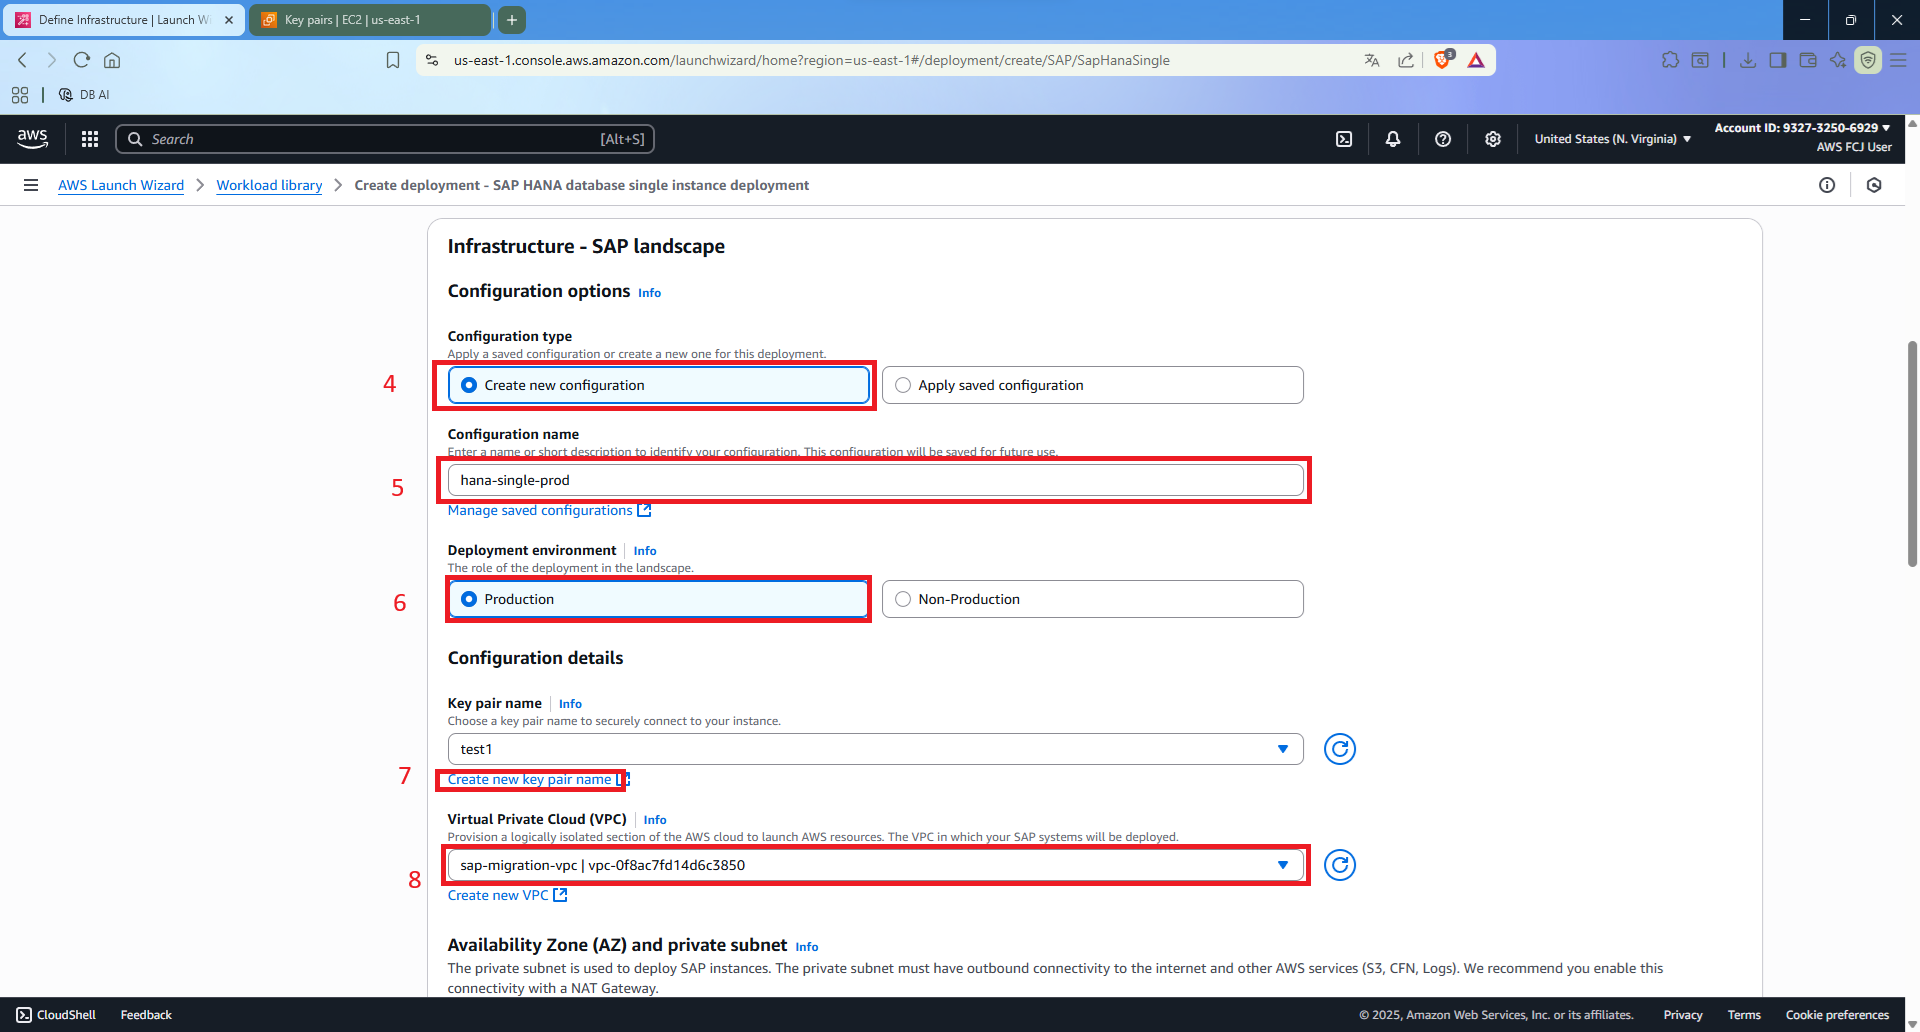 Define Infrastructure | Launch Wi
Key pairs | EC2 | us-east-1
us-east-1.console.aws.amazon.com/launchwizard/home?region=us-east-1#/deployment/create/SAP/SapHanaSingle
3
DB AI
aws
Search
[Alt+S]
United States (N. Virginia)
Account ID: 9327-3250-6929
AWS FCJ User
AWS Launch Wizard
Workload library
Create deployment - SAP HANA database single instance deployment
Infrastructure - SAP landscape
Configuration options Info
Configuration type
Apply a saved configuration or create a new one for this deployment.
4
Create new configuration
Apply saved configuration
Configuration name
Enter a name or short description to identify your configuration. This configuration will be saved for future use.
5
hana-single-prod
Manage saved configurations
Deployment environment Info
The role of the deployment in the landscape.
6
Production
Non-Production
Configuration details
Key pair name Info
Choose a key pair name to securely connect to your instance.
test1
7
Create new key pair name
Virtual Private Cloud (VPC) Info
Provision a logically isolated section of the AWS cloud to launch AWS resources. The VPC in which your SAP systems will be deployed.
8
sap-migration-vpc | vpc-0f8ac7fd14d6c3850
Create new VPC
Availability Zone (AZ) and private subnet Info
The private subnet is used to deploy SAP instances. The private subnet must have outbound connectivity to the internet and other AWS services (S3, CFN, Logs). We recommend you enable this
connectivity with a NAT Gateway.
CloudShell
Feedback
© 2025, Amazon Web Services, Inc. or its affiliates.
Privacy
Terms
Cookie preferences